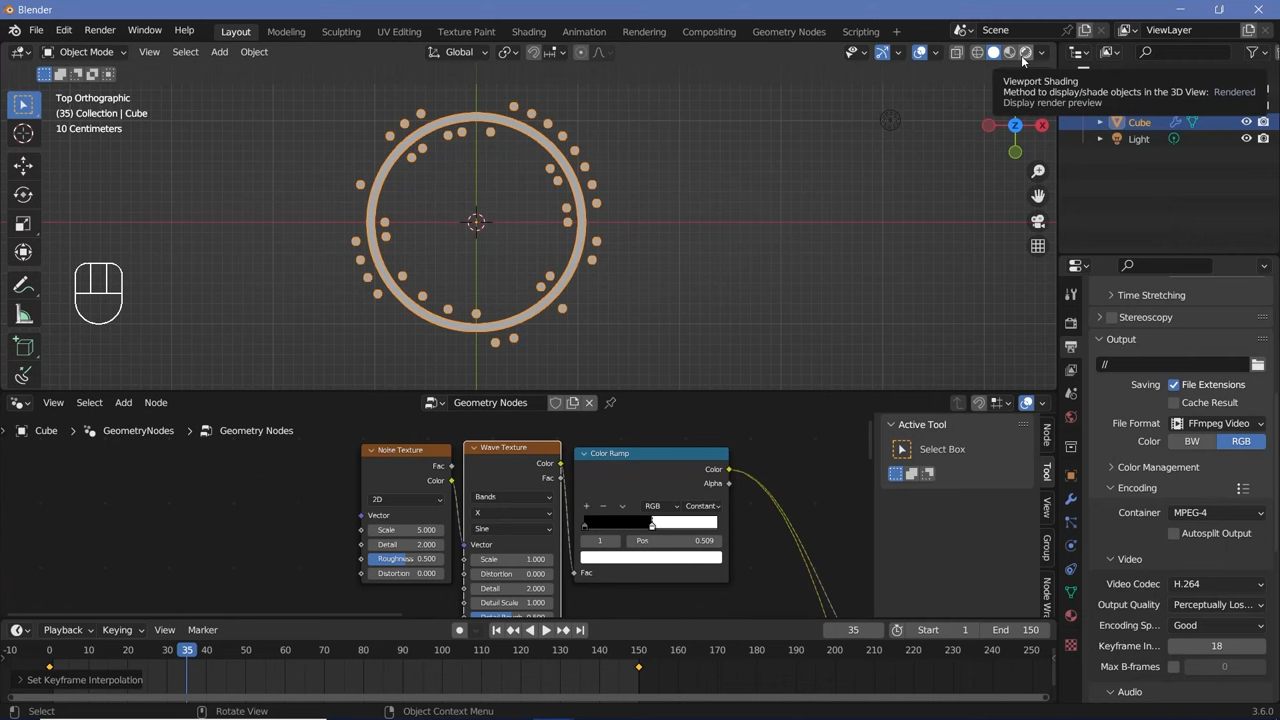 Blender
File Edit Render Window Help Layout Modeling Sculpting UV Editing Texture Paint Shading Animation Rendering Compositing Geometry Nodes Scripting + Scene ViewLayer
Object Mode View Select Add Object Global
Top Orthographic
(35) Collection | Cube
10 Centimeters
Viewport Shading
Method to display/shade objects in the 3D View: Rendered
Display render preview
Z X
Cube
Light
Time Stretching
Stereoscopy
Output
//
Saving File Extensions
Cache Result
File Format FFmpeg Video
Color BW RGB
Color Management
Encoding
Container MPEG-4
Autosplit Output
Video
Video Codec H.264
Output Quality Perceptually Los...
Encoding Sp... Good
Keyframe In... 18
Max B-frames 0
Audio
View Select Add Node Geometry Nodes
Cube GeometryNodes Geometry Nodes
Noise Texture
Fac
Color
2D
Vector
Scale 5.000
Detail 2.000
Roughness 0.500
Distortion 0.000
Wave Texture
Color
Fac
Bands
X
Sine
Vector
Scale 1.000
Distortion 0.000
Detail 2.000
Detail Scale 1.000
Color Ramp
Color
Alpha
+ − RGB Constant
1 Pos 0.509
Fac
Active Tool
Select Box
Node
Tool
View
Group
Node Wra
Playback Keying View Marker 35 Start 1 End 150
-10 0 10 20 30 35 50 60 70 80 90 100 110 120 130 140 150 160 170 180 190 200 210 220 230 240 250
Set Keyframe Interpolation
Select Rotate View Object Context Menu 3.6.0